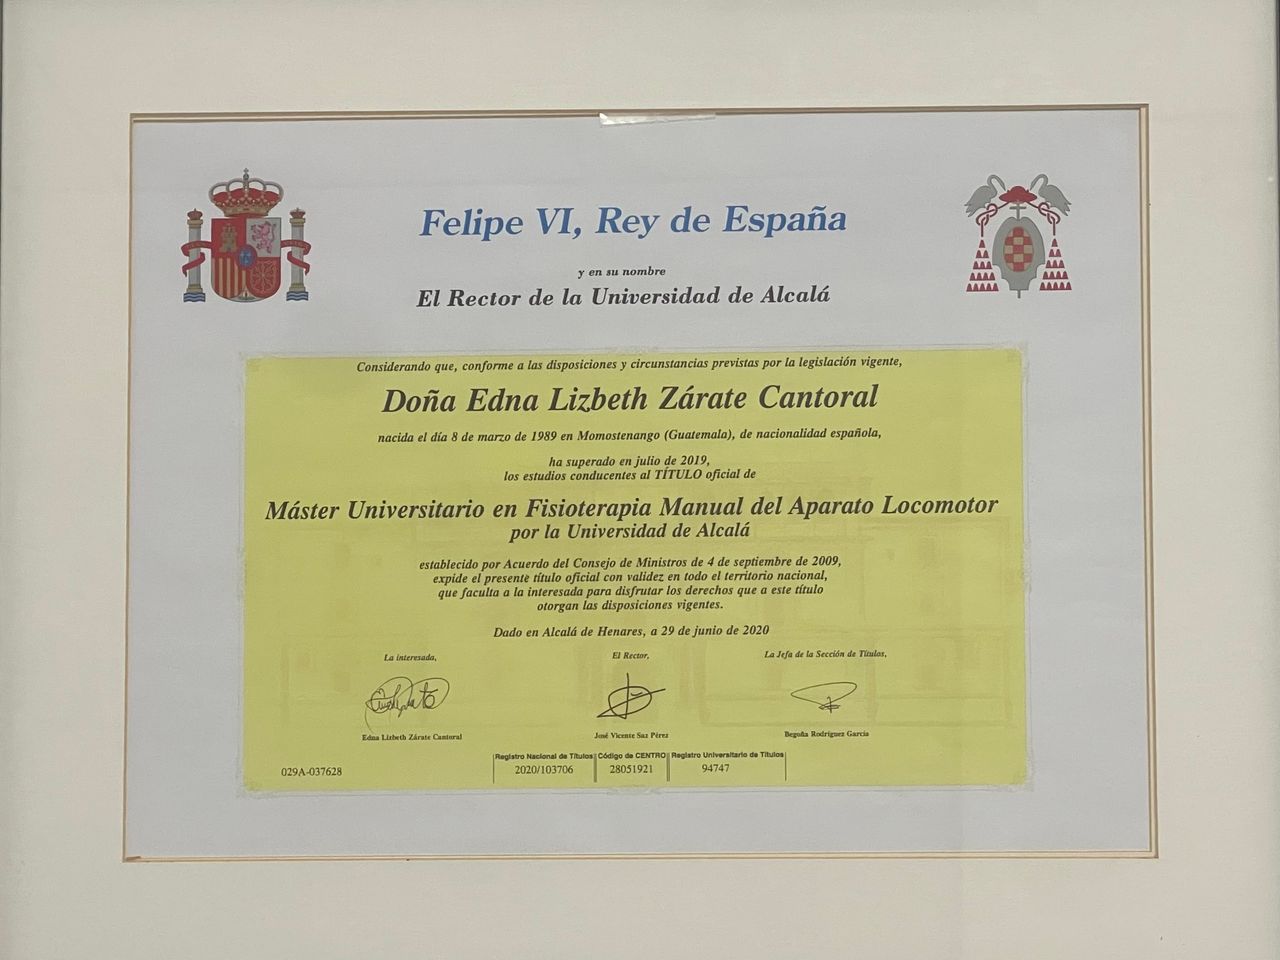 Felipe VI, Rey de España
y en su nombre
El Rector de la Universidad de Alcalá
Considerando que, conforme a las disposiciones y circunstancias previstas por la legislación vigente,
Doña Edna Lizbeth Zárate Cantoral
nacida el día 8 de marzo de 1989 en Momostenango (Guatemala), de nacionalidad española,
ha superado en julio de 2019,
los estudios conducentes al TÍTULO oficial de
Máster Universitario en Fisioterapia Manual del Aparato Locomotor
por la Universidad de Alcalá
establecido por Acuerdo del Consejo de Ministros de 4 de septiembre de 2009,
expide el presente título oficial con validez en todo el territorio nacional,
que faculta a la interesada para disfrutar los derechos que a este título
otorgan las disposiciones vigentes.
Dado en Alcalá de Henares, a 29 de junio de 2020
La interesada, El Rector, La Jefa de la Sección de Títulos,
Edna Lizbeth Zárate Cantoral José Vicente Saz Pérez Begoña Rodríguez García
Registro Nacional de Títulos Código de CENTRO Registro Universitario de Títulos
029A-037628 2020/103706 28051921 94747